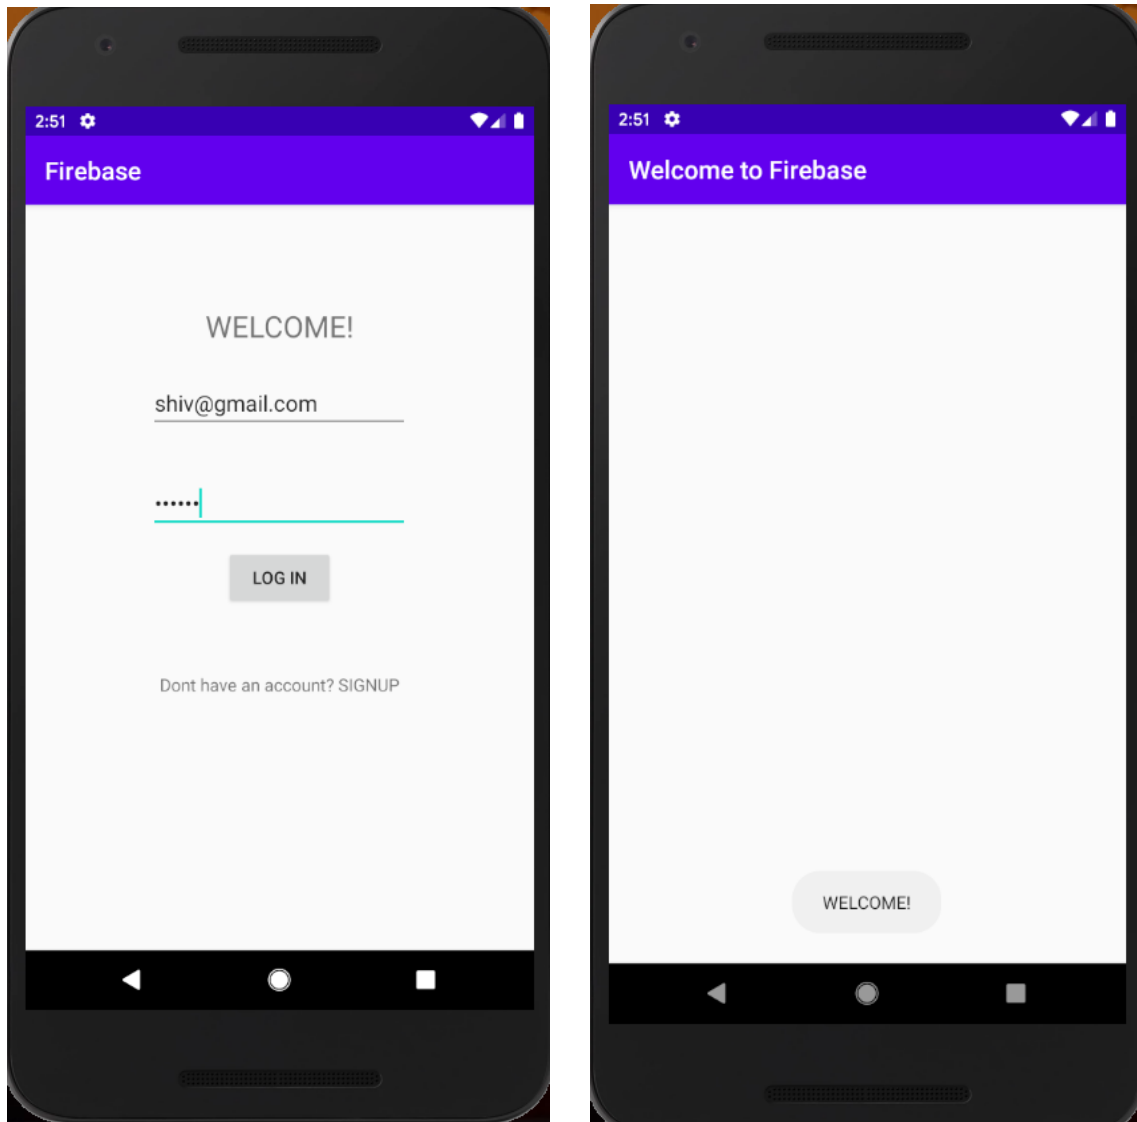 2:51
Firebase
WELCOME!
shiv@gmail.com
••••••
LOG IN
Dont have an account? SIGNUP
2:51
Welcome to Firebase
WELCOME!